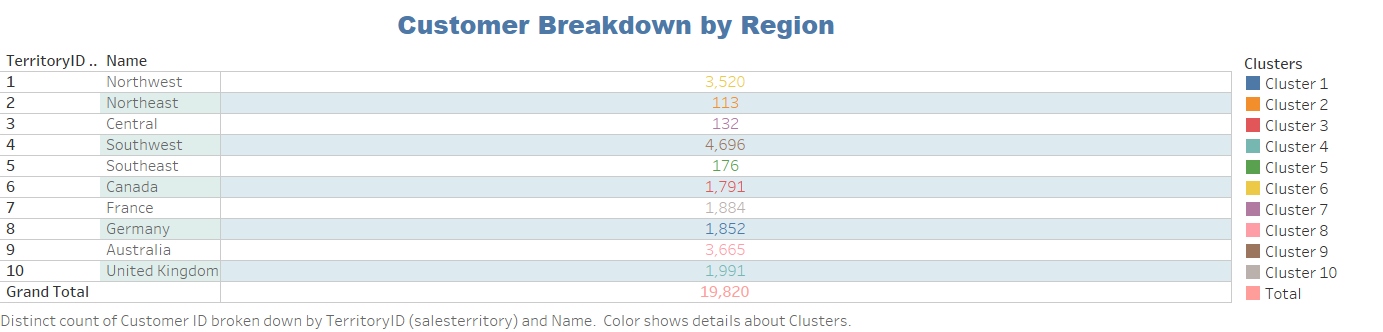 Customer Breakdown by Region
TerritoryID .. Name
1 Northwest 3,520
2 Northeast 113
3 Central 132
4 Southwest 4,696
5 Southeast 176
6 Canada 1,791
7 France 1,884
8 Germany 1,852
9 Australia 3,665
10 United Kingdom 1,991
Grand Total 19,820
Distinct count of Customer ID broken down by TerritoryID (salesterritory) and Name. Color shows details about Clusters.
Clusters
Cluster 1
Cluster 2
Cluster 3
Cluster 4
Cluster 5
Cluster 6
Cluster 7
Cluster 8
Cluster 9
Cluster 10
Total